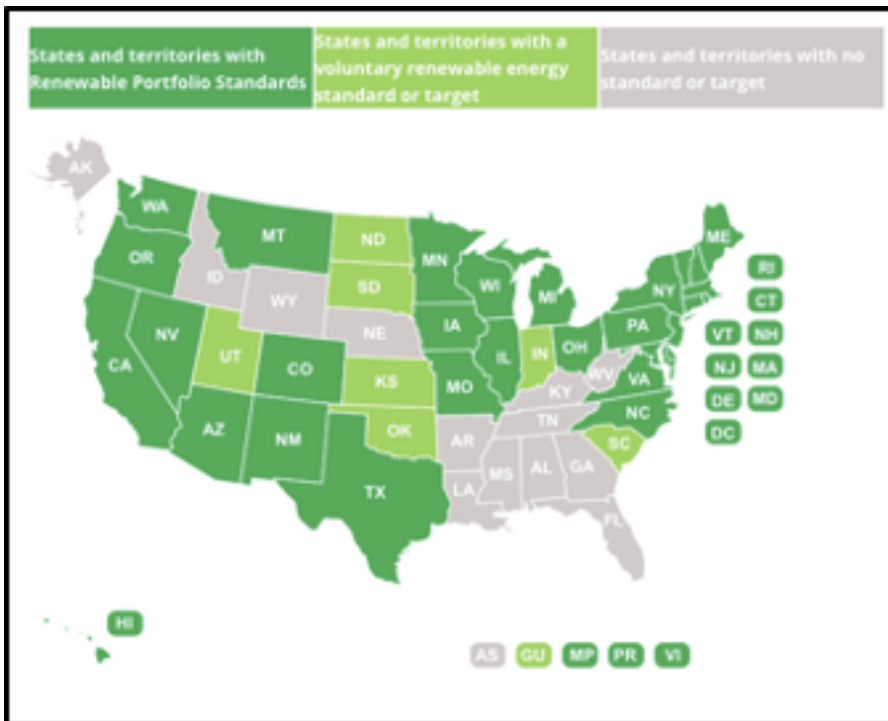 States and territories with
Renewable Portfolio Standards
States and territories with a
voluntary renewable energy
standard or target
States and territories with no
standard or target
AK
WA
MT
ND
MN
ME
OR
ID
SD
WI
MI
NY
RI
WY
CT
NV
NE
IA
PA
VT
NH
CA
UT
CO
IL
IN
OH
NJ
MA
KS
MO
WV
VA
KY
DE
MD
AZ
NM
OK
AR
TN
NC
DC
SC
TX
LA
MS
AL
GA
FL
HI
AS
GU
MP
PR
VI